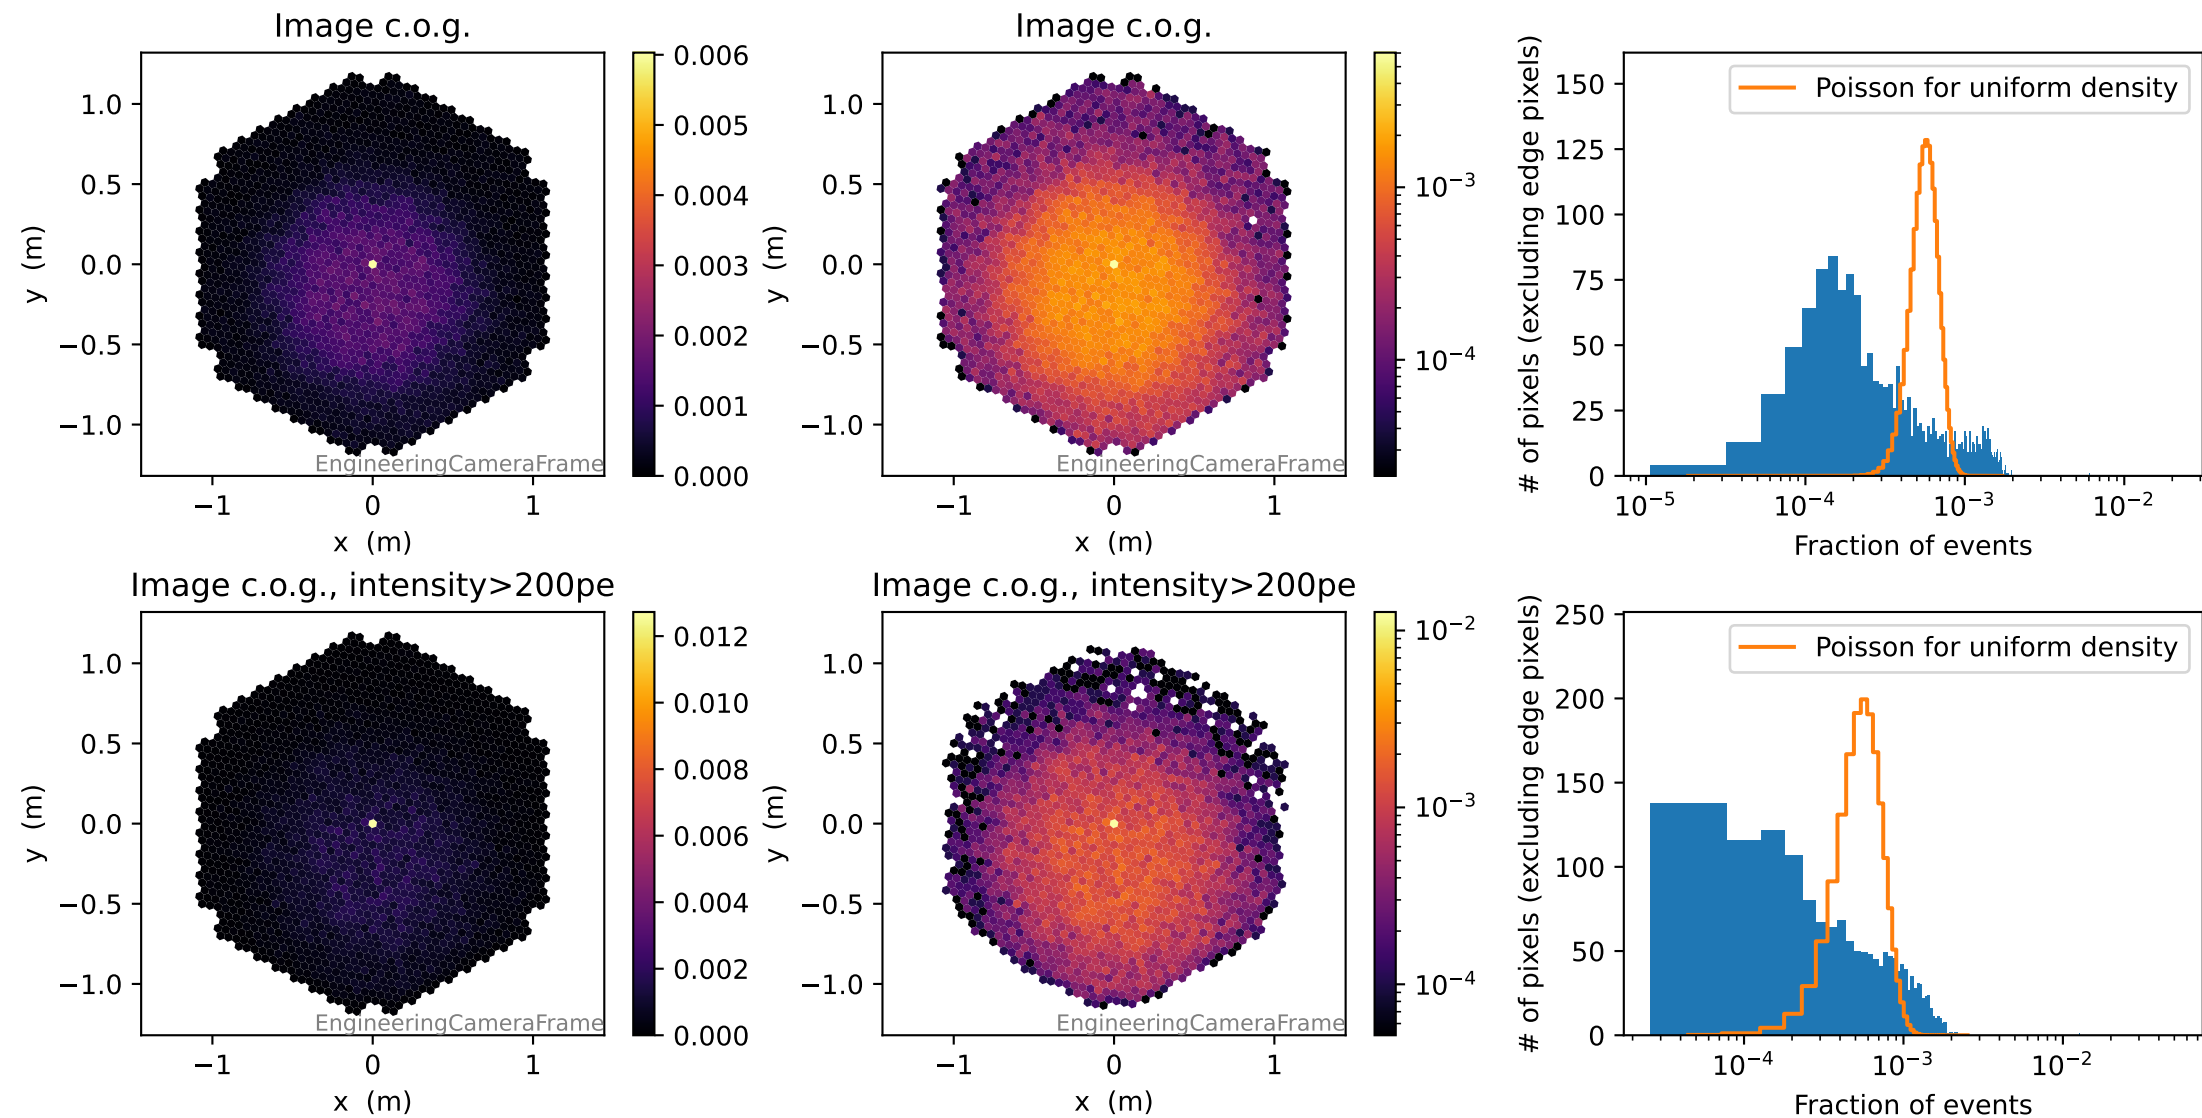 Image c.o.g.
y (m)
1.0
0.5
0.0
−0.5
−1.0
EngineeringCameraFrame
−1 0 1
x (m)
0.006
0.005
0.004
0.003
0.002
0.001
0.000
Image c.o.g.
y (m)
1.0
0.5
0.0
−0.5
−1.0
EngineeringCameraFrame
−1 0 1
x (m)
10⁻³
10⁻⁴
# of pixels (excluding edge pixels)
150
125
100
75
50
25
0
Poisson for uniform density
10⁻⁵ 10⁻⁴ 10⁻³ 10⁻²
Fraction of events
Image c.o.g., intensity>200pe
y (m)
1.0
0.5
0.0
−0.5
−1.0
EngineeringCameraFrame
−1 0 1
x (m)
0.012
0.010
0.008
0.006
0.004
0.002
0.000
Image c.o.g., intensity>200pe
y (m)
1.0
0.5
0.0
−0.5
−1.0
EngineeringCameraFrame
−1 0 1
x (m)
10⁻²
10⁻³
10⁻⁴
# of pixels (excluding edge pixels)
250
200
150
100
50
0
Poisson for uniform density
10⁻⁴ 10⁻³ 10⁻²
Fraction of events